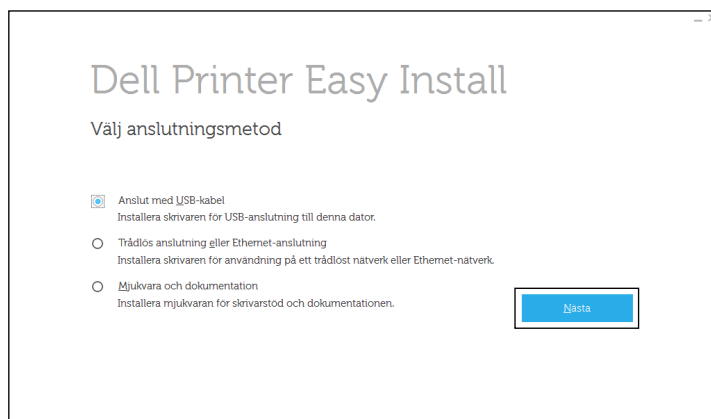 Dell Printer Easy Install
Välj anslutningsmetod
Anslut med USB-kabel
Installera skrivaren för USB-anslutning till denna dator.
Trådlös anslutning eller Ethernet-anslutning
Installera skrivaren för användning på ett trådlöst nätverk eller Ethernet-nätverk.
Mjukvara och dokumentation
Installera mjukvaran för skrivarstöd och dokumentationen.
Nästa